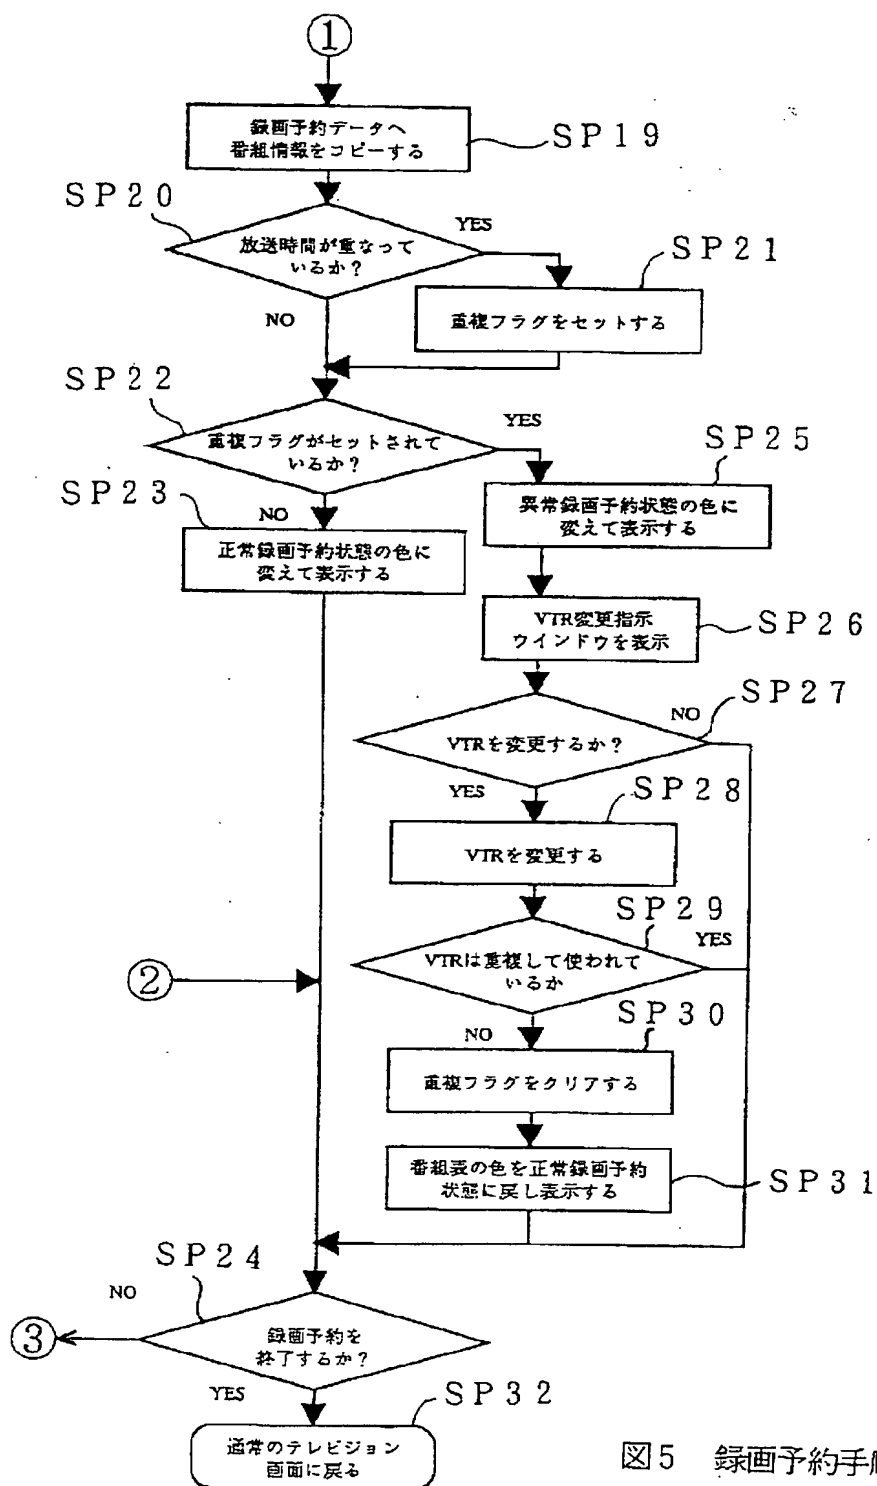 ①
録画予約データへ
番組情報をコピーする
SP19
SP20
放送時間が重なって
いるか？
YES
NO
SP21
重複フラグをセットする
SP22
重複フラグがセットされて
いるか？
YES
NO
SP23
正常録画予約状態の色に
変えて表示する
SP25
異常録画予約状態の色に
変えて表示する
VTR変更指示
ウインドウを表示
SP26
SP27
VTRを変更するか？
NO
YES
SP28
VTRを変更する
SP29
VTRは重複して使われて
いるか
YES
NO
②
SP30
重複フラグをクリアする
番組表の色を正常録画予約
状態に戻し表示する
SP31
SP24
NO
③
録画予約を
終了するか？
YES
SP32
通常のテレビジョン
画面に戻る
図5 録画予約手